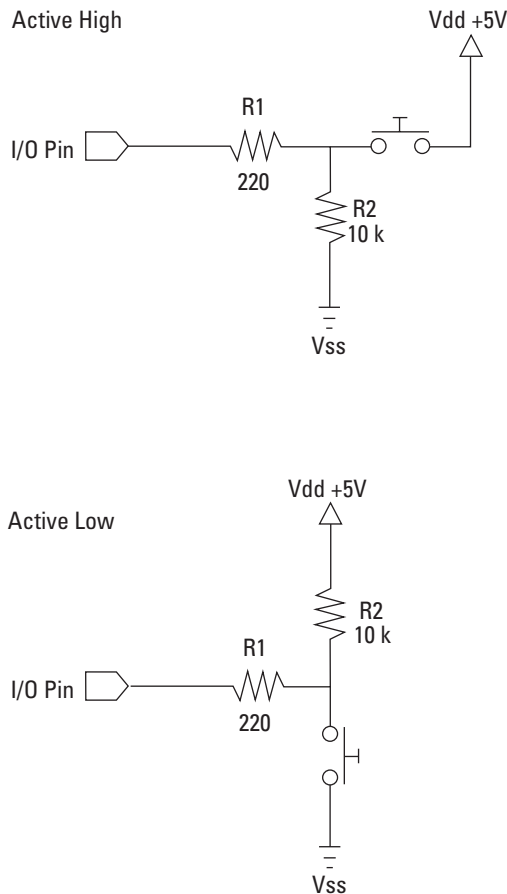 Active High
Vdd +5V
R1
I/O Pin
220
R2
10 k
Vss
Vdd +5V
Active Low
R2
10 k
R1
I/O Pin
220
Vss